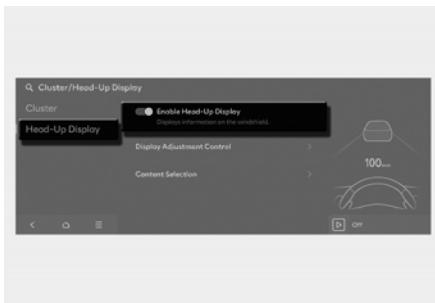 Cluster/Head-Up Display
Cluster
Enable Head-Up Display
Displays information on the windshield.
Head-Up Display
Display Adjustment Control
100
Content Selection
Off